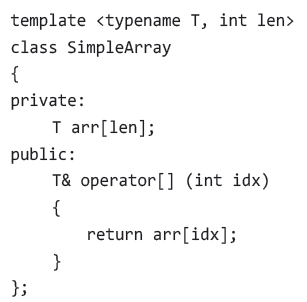 template <typename T, int len>
class SimpleArray
{
private:
    T arr[len];
public:
    T& operator[] (int idx)
    {
        return arr[idx];
    }
};